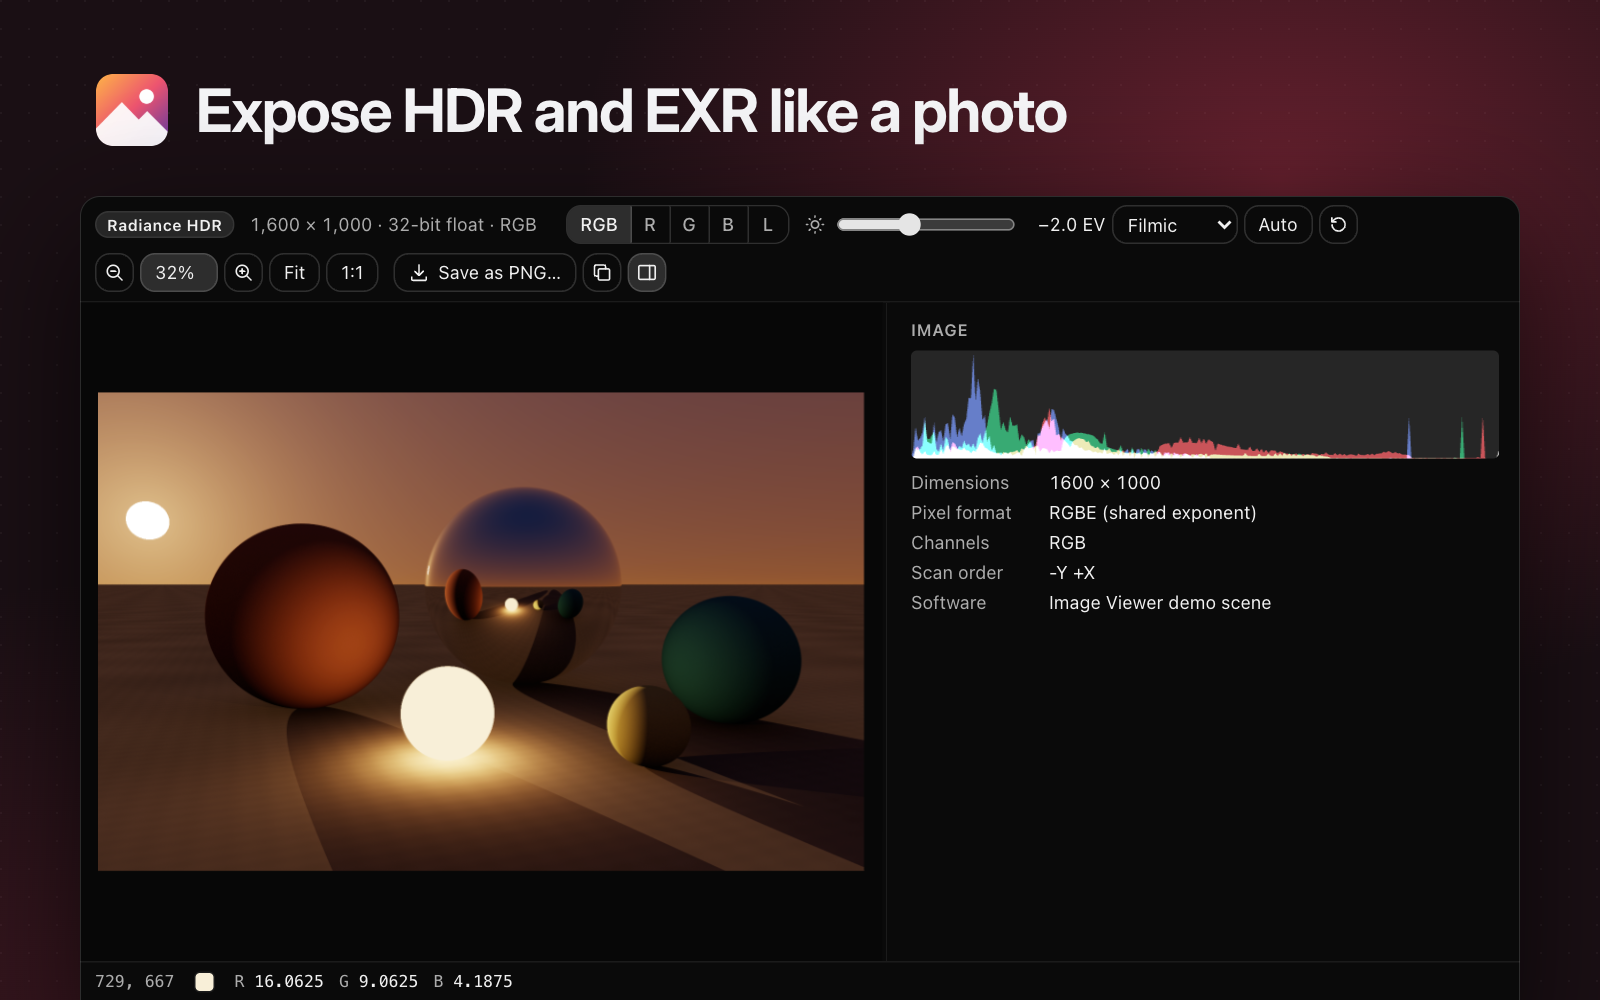 Expose HDR and EXR like a photo
Radiance HDR 1,600 × 1,000 · 32-bit float · RGB RGB R G B L −2.0 EV Filmic Auto
32% Fit 1:1 Save as PNG...
IMAGE
Dimensions 1600 × 1000
Pixel format RGBE (shared exponent)
Channels RGB
Scan order -Y +X
Software Image Viewer demo scene
729, 667 R 16.0625 G 9.0625 B 4.1875